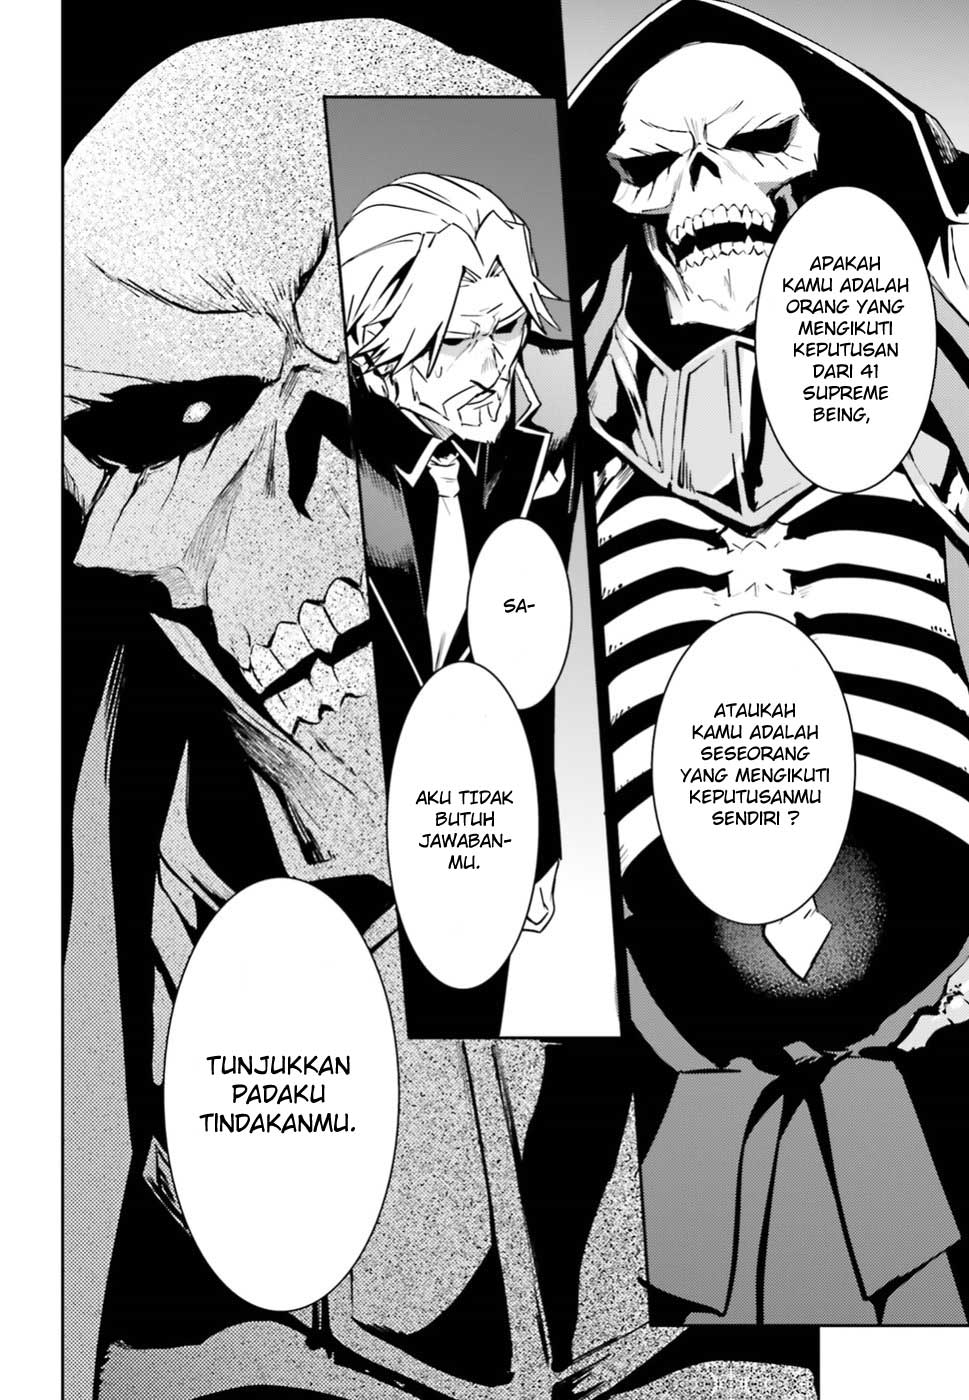 APAKAH
KAMU ADALAH
ORANG YANG
MENGIKUTI
KEPUTUSAN
DARI 41
SUPREME
BEING,
ATAUKAH
KAMU ADALAH
SESEORANG
YANG MENGIKUTI
KEPUTUSANMU
SENDIRI ?
SA-
AKU TIDAK
BUTUH
JAWABAN-
MU.
TUNJUKKAN
PADAKU
TINDAKANMU.